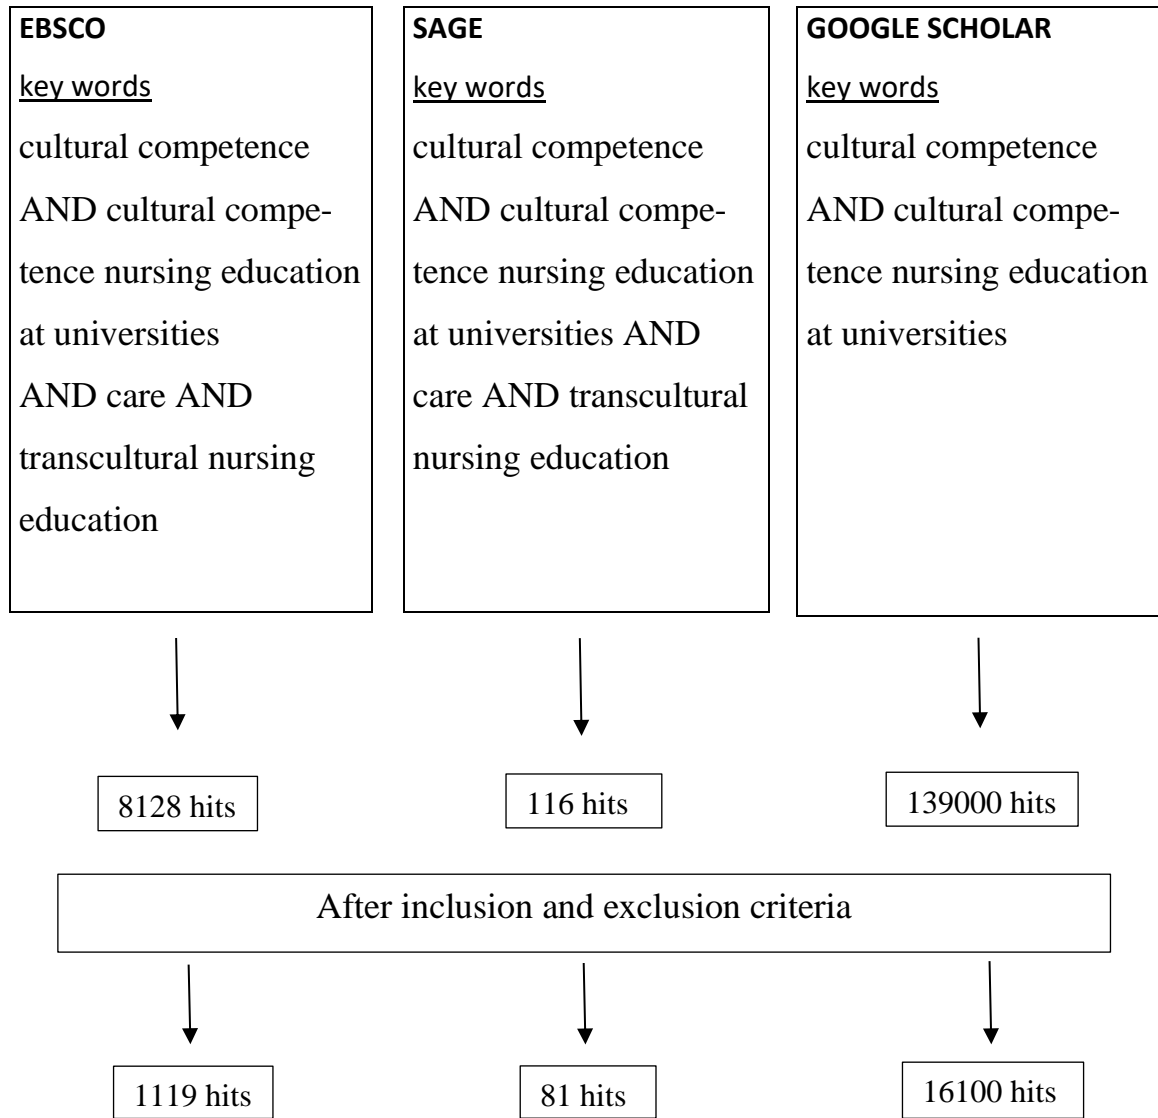 EBSCO
key words
cultural competence
AND cultural compe-
tence nursing education
at universities
AND care AND
transcultural nursing
education
SAGE
key words
cultural competence
AND cultural compe-
tence nursing education
at universities AND
care AND transcultural
nursing education
GOOGLE SCHOLAR
key words
cultural competence
AND cultural compe-
tence nursing education
at universities
8128 hits
116 hits
139000 hits
After inclusion and exclusion criteria
1119 hits
81 hits
16100 hits